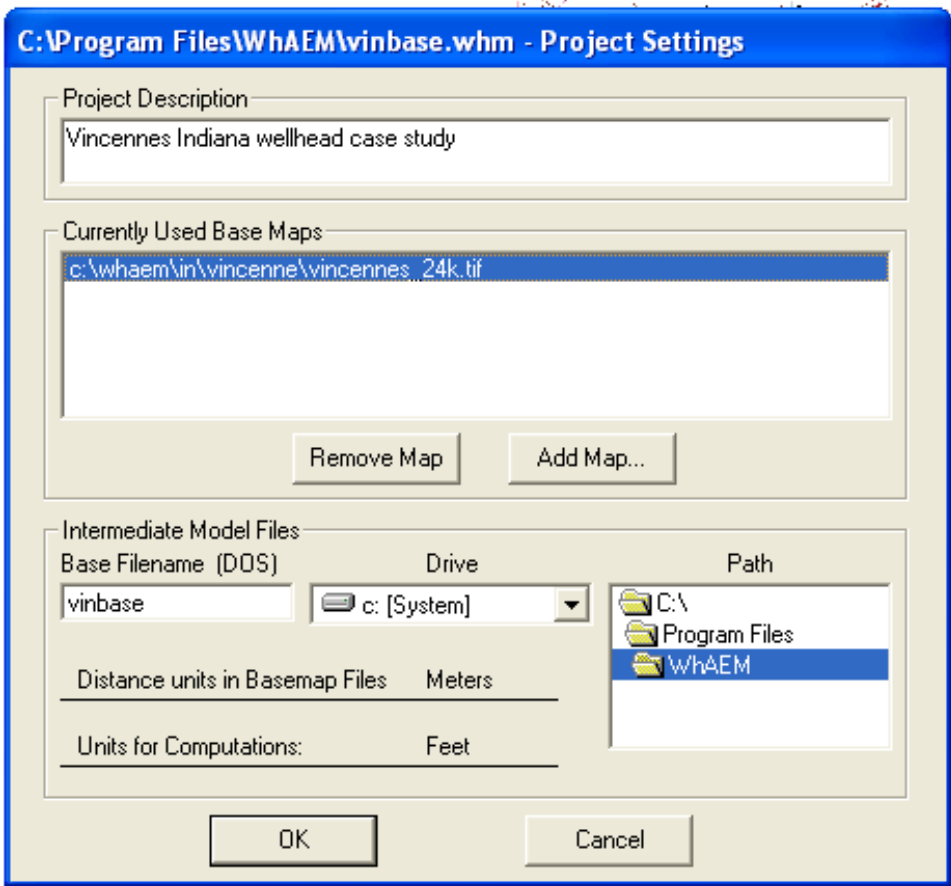 C:\Program Files\WhAEM\vinbase.whm - Project Settings
Project Description
Vincennes Indiana wellhead case study
Currently Used Base Maps
c:\whaem\in\vincenne\vincennes_24k.tif
Remove Map
Add Map...
Intermediate Model Files
Base Filename (DOS)
Drive
Path
vinbase
c: [System]
C:\
Program Files
WhAEM
Distance units in Basemap Files
Meters
Units for Computations:
Feet
OK
Cancel